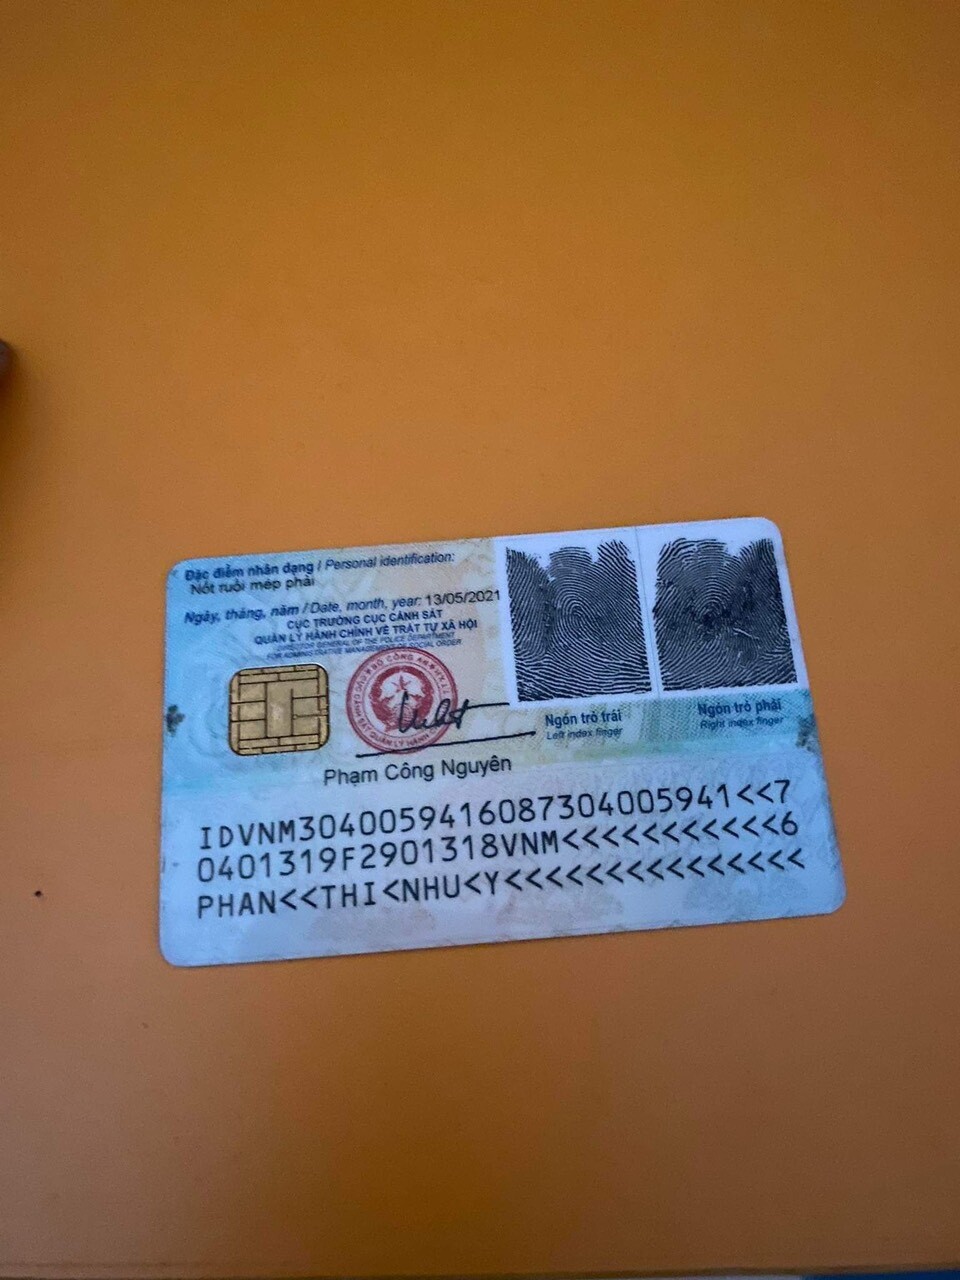 Đặc điểm nhân dạng / Personal identification:
Nốt ruồi mép phải
Ngày, tháng, năm / Date, month, year: 13/05/2021
CỤC TRƯỞNG CỤC CẢNH SÁT
QUẢN LÝ HÀNH CHÍNH VỀ TRẬT TỰ XÃ HỘI
DIRECTOR GENERAL OF THE POLICE DEPARTMENT
FOR ADMINISTRATIVE MANAGEMENT OF SOCIAL ORDER
BỘ CÔNG AN
Phạm Công Nguyên
Ngón trỏ trái
Left index finger
Ngón trỏ phải
Right index finger
IDVNM3040059416087304005941<<7
0401319F2901318VNM<<<<<<<<<<<6
PHAN<<THI<NHU<Y<<<<<<<<<<<<<<<